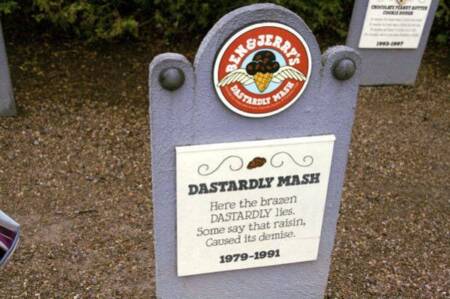 BEN & JERRY'S
DASTARDLY MASH
DASTARDLY MASH
Here the brazen
DASTARDLY lies.
Some say that raisin,
Caused its demise.
1979-1991
CHOCOLATE PEANUT BUTTER
COOKIE DOUGH
1993-1997